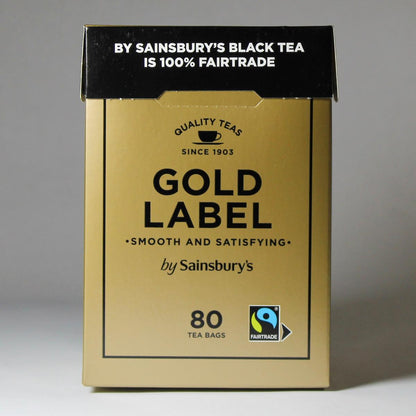 BY SAINSBURY'S BLACK TEA
IS 100% FAIRTRADE
QUALITY TEAS
SINCE 1903
GOLD
LABEL
•SMOOTH AND SATISFYING•
by Sainsbury's
80
TEA BAGS
FAIRTRADE